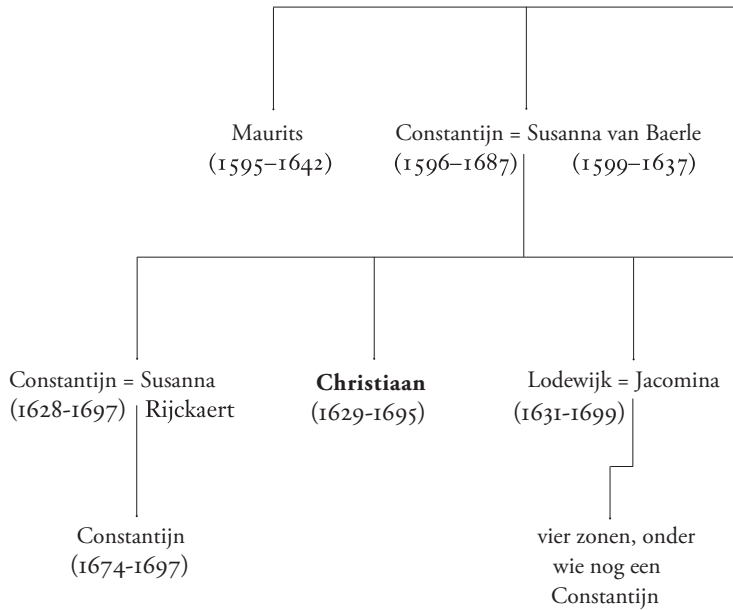 Maurits
(1595–1642)
Constantijn = Susanna van Baerle
(1596–1687) (1599–1637)
Constantijn = Susanna
(1628-1697) Rijckaert
Christiaan
(1629-1695)
Lodewijk = Jacomina
(1631-1699)
Constantijn
(1674-1697)
vier zonen, onder
wie nog een
Constantijn